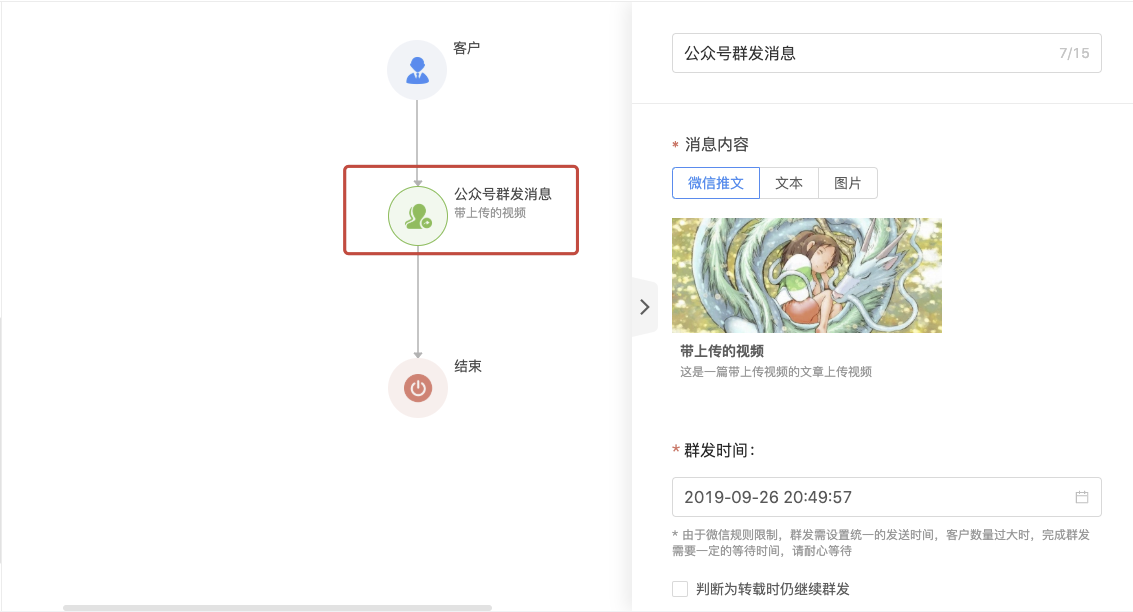 客户
公众号群发消息
带上传的视频
结束
公众号群发消息 7/15
* 消息内容
微信推文 文本 图片
带上传的视频
这是一篇带上传视频的文章上传视频
* 群发时间：
2019-09-26 20:49:57
* 由于微信规则限制，群发需设置统一的发送时间，客户数量过大时，完成群发
需要一定的等待时间，请耐心等待
判断为转载时仍继续群发